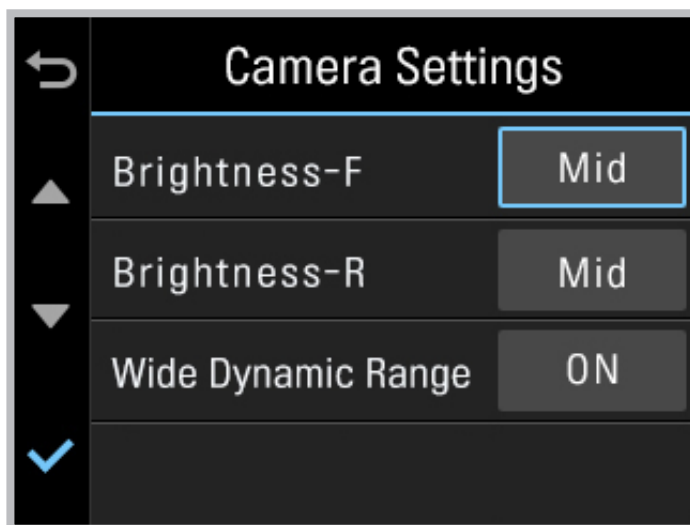 Camera Settings
Brightness-F Mid
Brightness-R Mid
Wide Dynamic Range ON